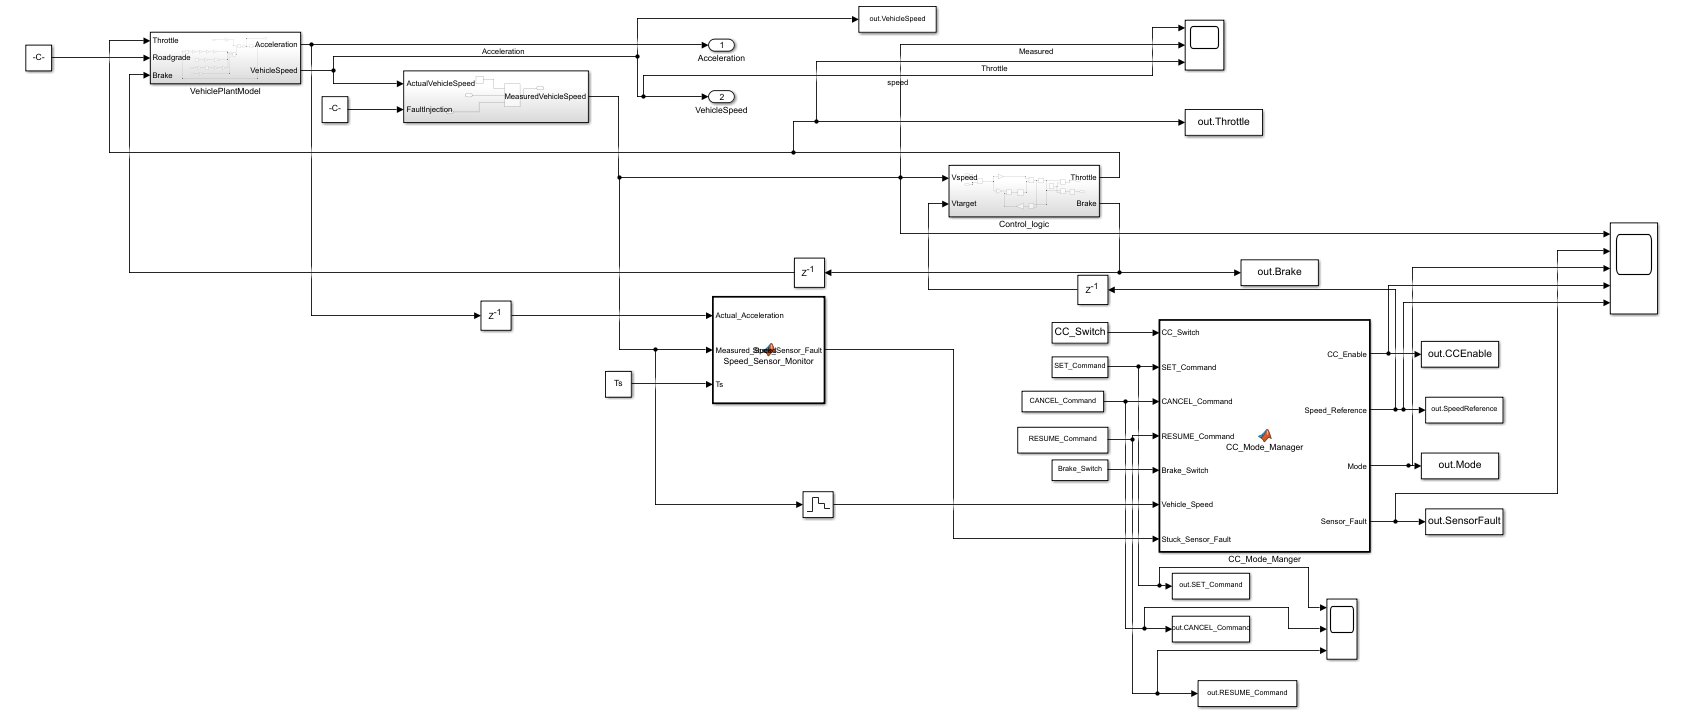 out.VehicleSpeed
-C-
Throttle
Roadgrade
Brake
Acceleration
VehicleSpeed
VehiclePlantModel
Acceleration
1
Acceleration
Measured
Throttle
speed
ActualVehicleSpeed
FaultInjection
MeasuredVehicleSpeed
-C-
2
VehicleSpeed
out.Throttle
Vspeed
Vtarget
Throttle
Brake
Control_logic
z-1
out.Brake
z-1
z-1
Actual_Acceleration
Measured_Speed
Sensor_Fault
Speed_Sensor_Monitor
Ts
Ts
CC_Switch
SET_Command
CANCEL_Command
RESUME_Command
Brake_Switch
CC_Switch
SET_Command
CANCEL_Command
RESUME_Command
Brake_Switch
Vehicle_Speed
Stuck_Sensor_Fault
CC_Mode_Manager
CC_Enable
Speed_Reference
Mode
Sensor_Fault
CC_Mode_Manger
out.CCEnable
out.SpeedReference
out.Mode
out.SensorFault
out.SET_Command
out.CANCEL_Command
out.RESUME_Command